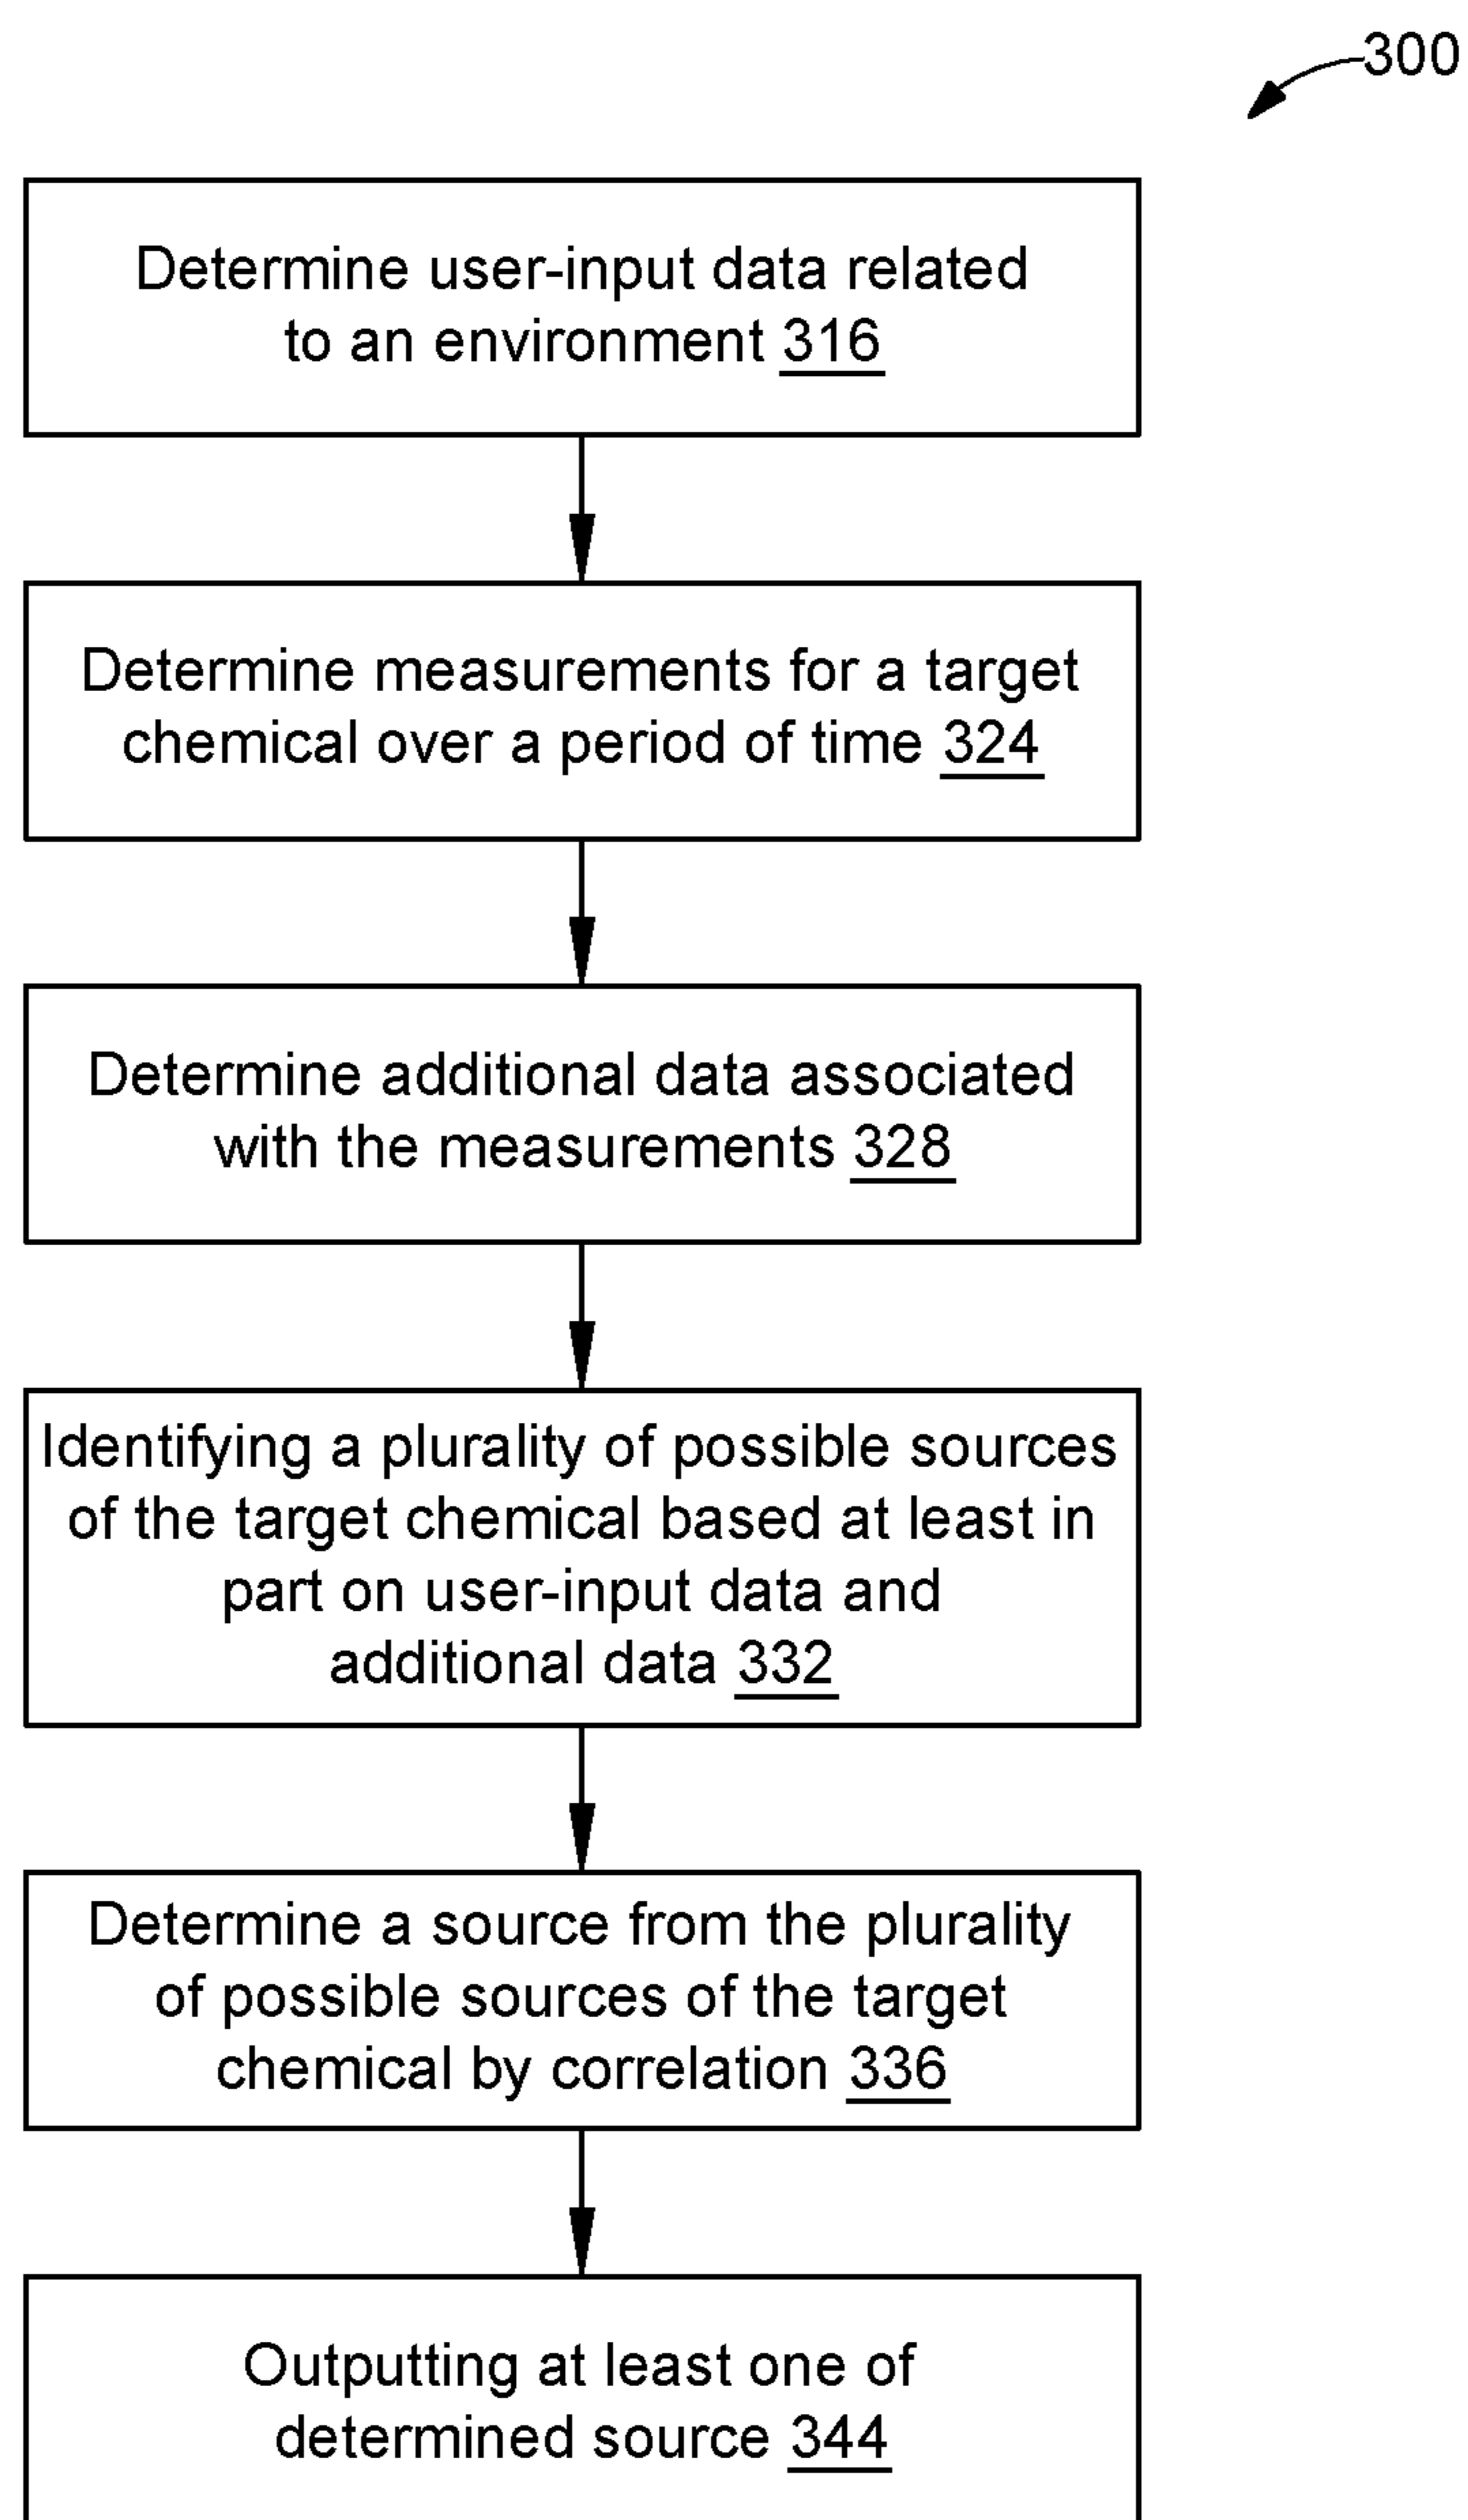 300
Determine user-input data related
to an environment 316
Determine measurements for a target
chemical over a period of time 324
Determine additional data associated
with the measurements 328
Identifying a plurality of possible sources
of the target chemical based at least in
part on user-input data and
additional data 332
Determine a source from the plurality
of possible sources of the target
chemical by correlation 336
Outputting at least one of
determined source 344